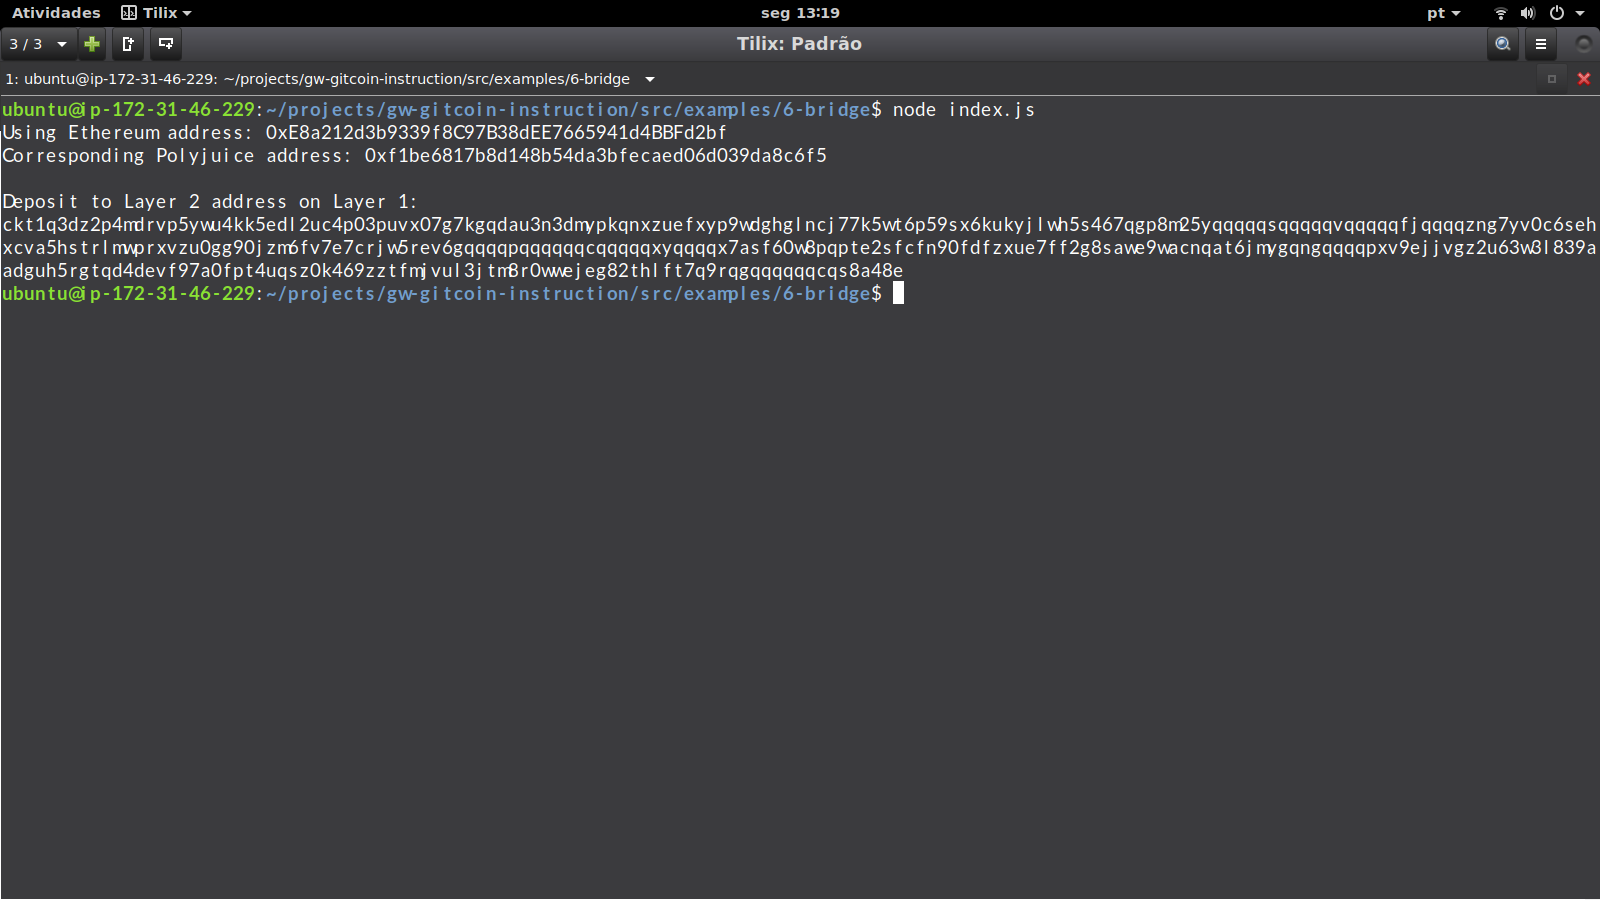 Atividades Tilix seg 13:19 pt
3 / 3 Tilix: Padrão
1: ubuntu@ip-172-31-46-229: ~/projects/gw-gitcoin-instruction/src/examples/6-bridge
ubuntu@ip-172-31-46-229:~/projects/gw-gitcoin-instruction/src/examples/6-bridge$ node index.js
Using Ethereum address: 0xE8a212d3b9339f8C97B38dEE7665941d4BBFd2bf
Corresponding Polyjuice address: 0xf1be6817b8d148b54da3bfecaed06d039da8c6f5
Deposit to Layer 2 address on Layer 1:
ckt1q3dz2p4mdrvp5ywu4kk5edl2uc4p03puvx07g7kgqdau3n3dmypkqnxzuefxyp9wdghglncj77k5wt6p59sx6kukyjlwh5s467qgp8m25yqqqqqsqqqqqvqqqqqfjqqqqzng7yv0c6seh
xcva5hstrlmwprxvzu0gg90jzm6fv7e7crjw5rev6gqqqqpqqqqqqcqqqqqxyqqqqx7asf60w8pqpte2sfcfn90fdfzxue7ff2g8sawe9wacnqat6jmygqngqqqqpxv9ejjvgz2u63w3l839a
adguh5rgtqd4devf97a0fpt4uqsz0k469zztfmjvul3jtm8r0wwejeg82thlft7q9rqgqqqqqcqs8a48e
ubuntu@ip-172-31-46-229:~/projects/gw-gitcoin-instruction/src/examples/6-bridge$